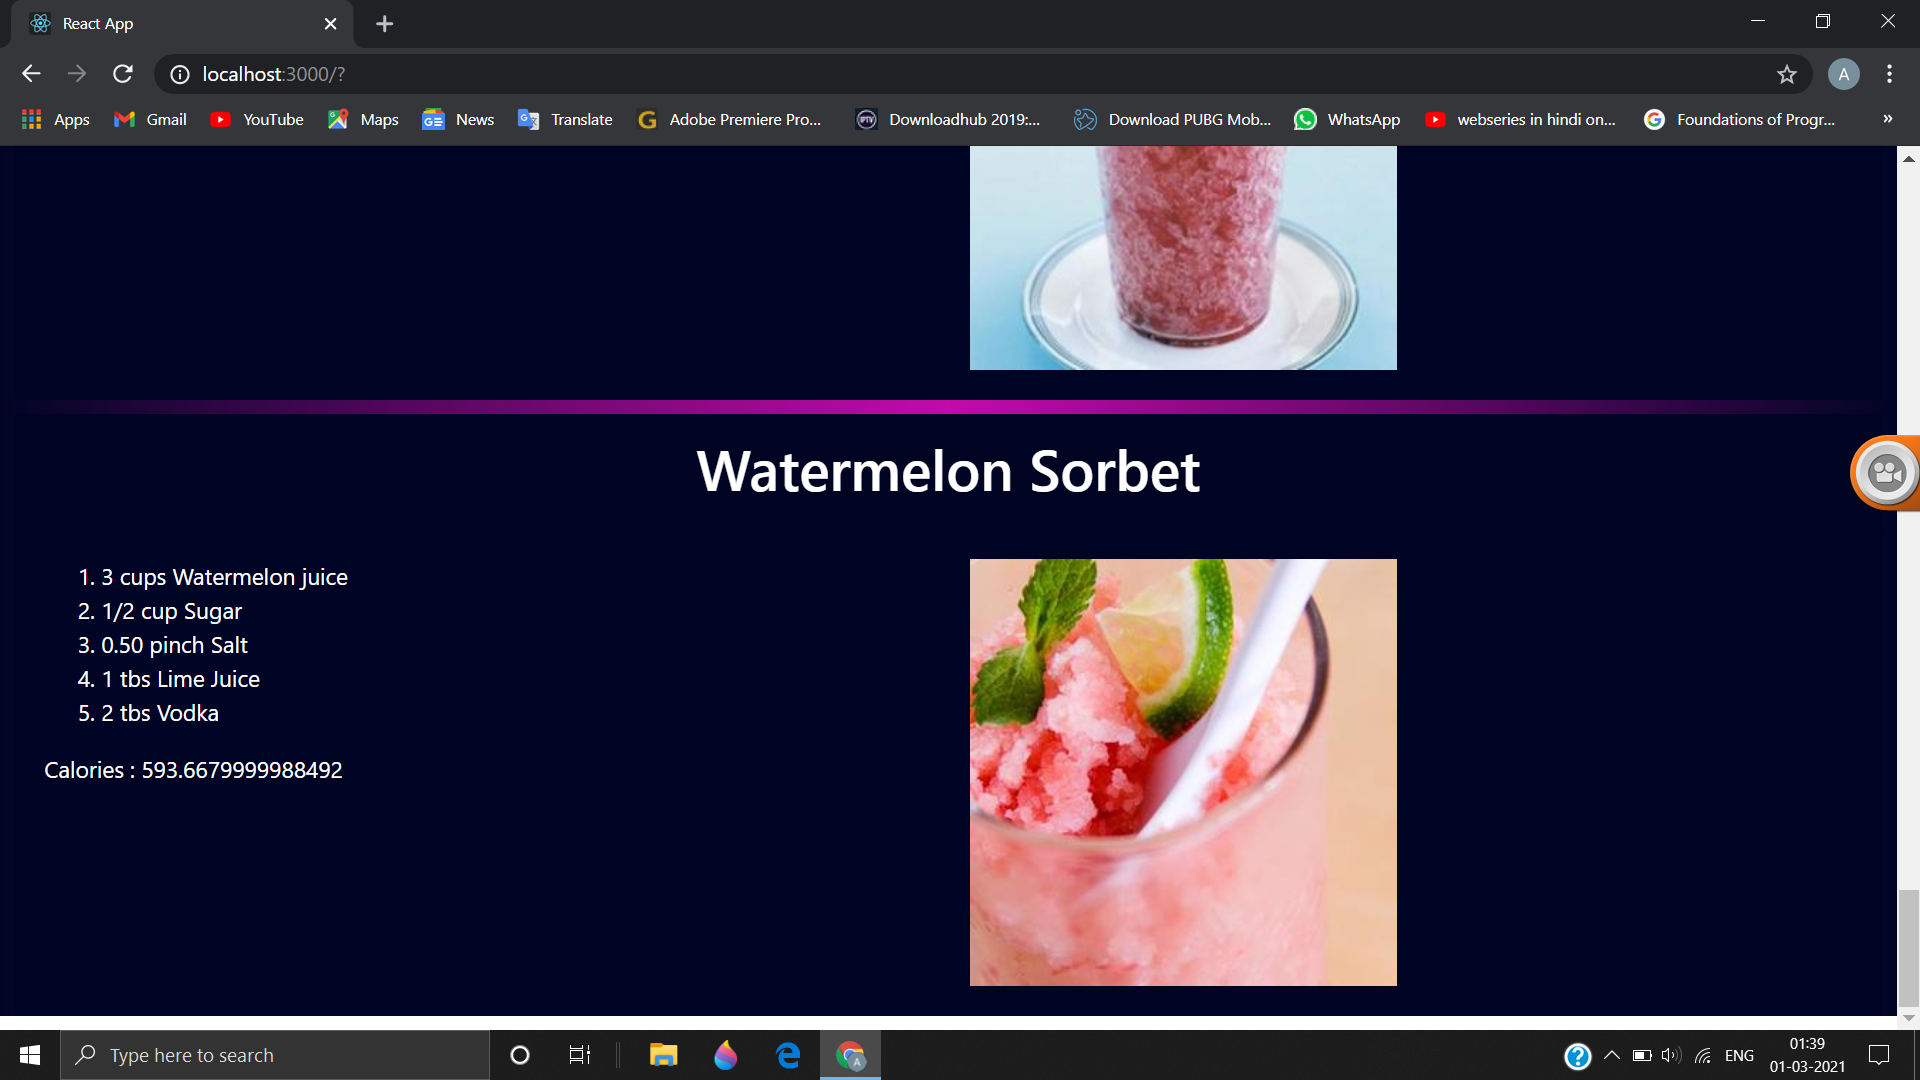 React App
localhost:3000/?
A
Apps
Gmail
YouTube
Maps
News
Translate
Adobe Premiere Pro...
Downloadhub 2019:...
Download PUBG Mob...
WhatsApp
webseries in hindi on...
Foundations of Progr...
»
Watermelon Sorbet
1. 3 cups Watermelon juice
2. 1/2 cup Sugar
3. 0.50 pinch Salt
4. 1 tbs Lime Juice
5. 2 tbs Vodka
Calories : 593.6679999988492
Type here to search
ENG
01:39
01-03-2021